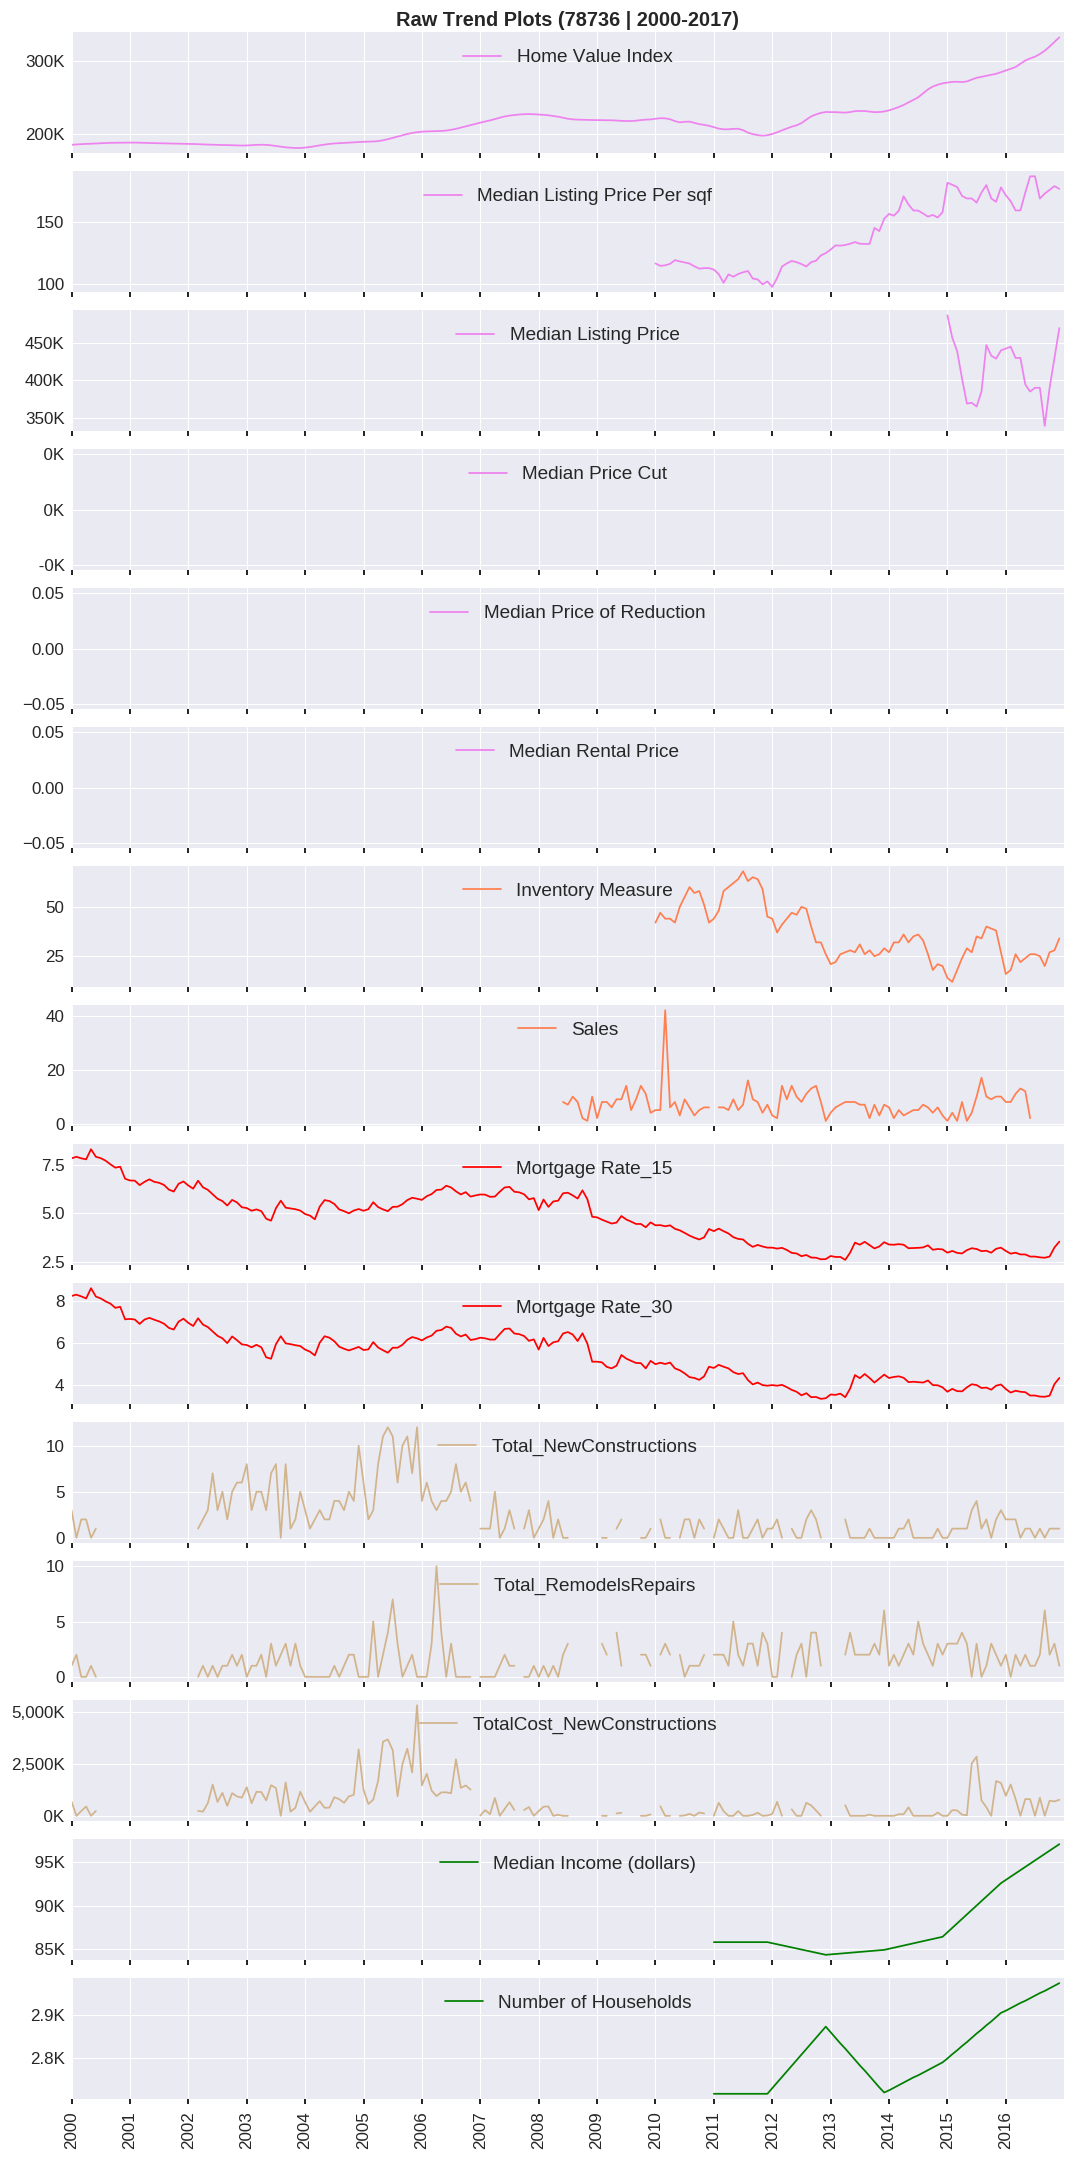 Raw Trend Plots (78736 | 2000-2017)
Home Value Index
300K
200K
Median Listing Price Per sqf
150
100
Median Listing Price
450K
400K
350K
Median Price Cut
0K
0K
-0K
Median Price of Reduction
0.05
0.00
−0.05
Median Rental Price
0.05
0.00
−0.05
Inventory Measure
50
25
Sales
40
20
0
Mortgage Rate_15
7.5
5.0
2.5
Mortgage Rate_30
8
6
4
Total_NewConstructions
10
5
0
Total_RemodelsRepairs
10
5
0
TotalCost_NewConstructions
5,000K
2,500K
0K
Median Income (dollars)
95K
90K
85K
Number of Households
2.9K
2.8K
2000 2001 2002 2003 2004 2005 2006 2007 2008 2009 2010 2011 2012 2013 2014 2015 2016